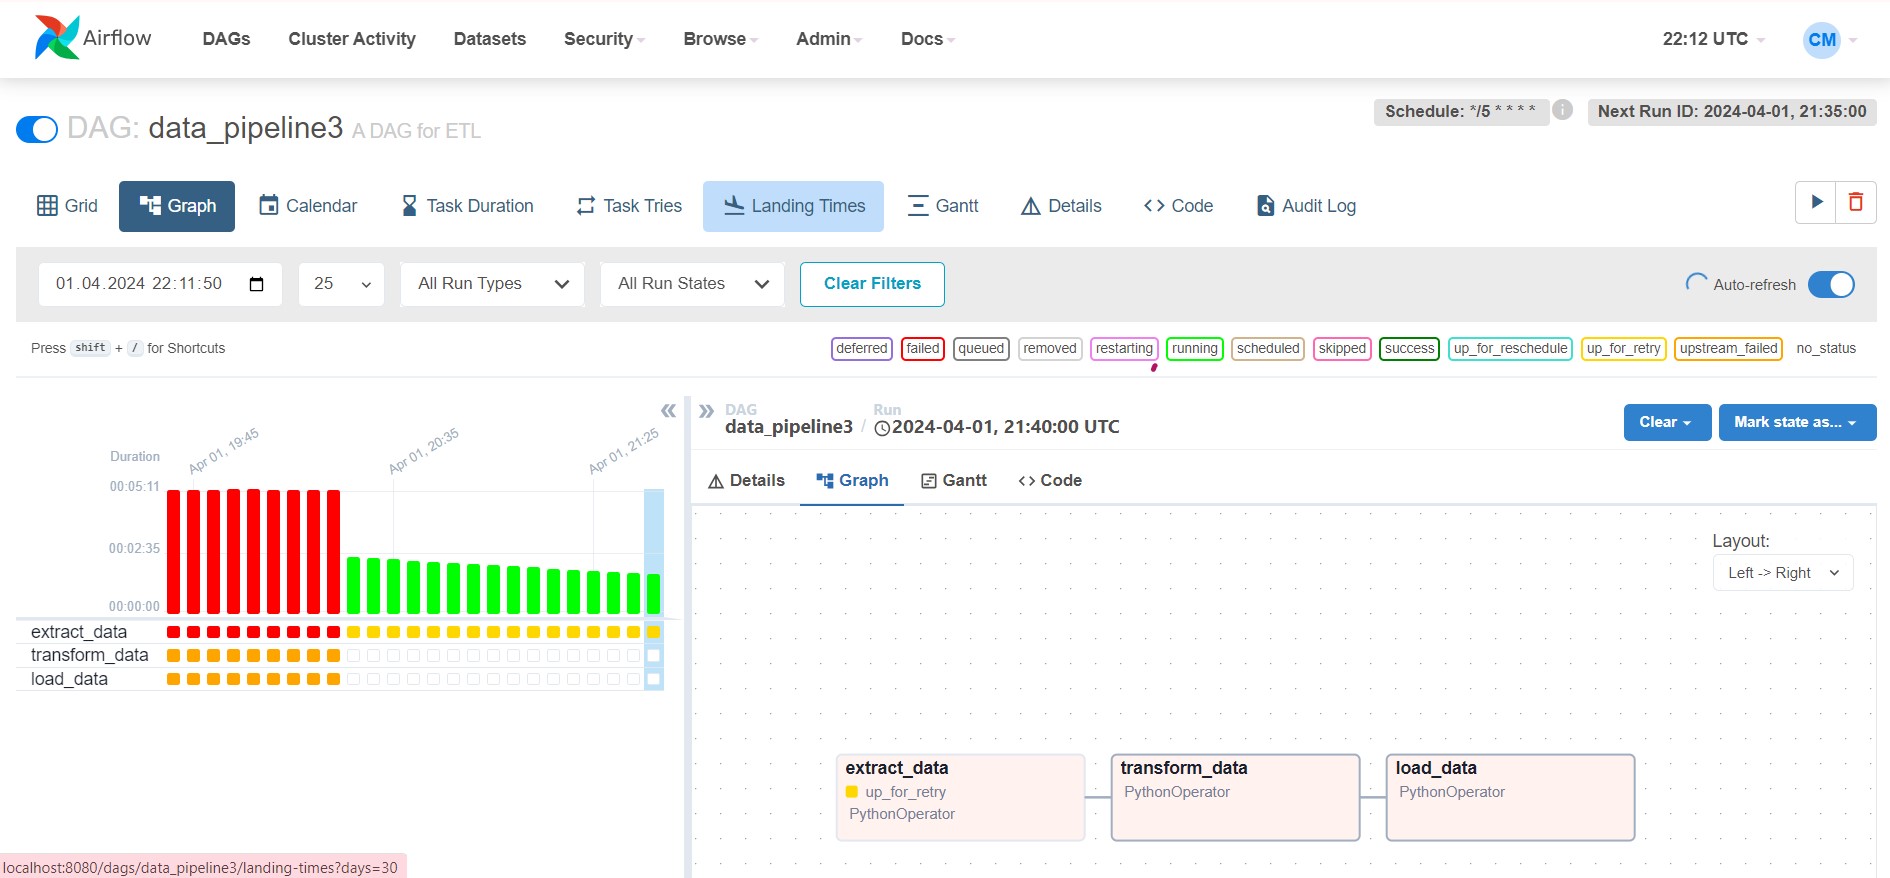 Airflow DAGs Cluster Activity Datasets Security Browse Admin Docs 22:12 UTC CM
DAG: data_pipeline3 A DAG for ETL
Schedule: */5 * * * * i Next Run ID: 2024-04-01, 21:35:00
Grid Graph Calendar Task Duration Task Tries Landing Times Gantt Details Code Audit Log
01.04.2024 22:11:50 25 All Run Types All Run States Clear Filters Auto-refresh
Press shift + / for Shortcuts
deferred failed queued removed restarting running scheduled skipped success up_for_reschedule up_for_retry upstream_failed no_status
Duration
Apr 01, 19:45
Apr 01, 20:35
Apr 01, 21:25
00:05:11
00:02:35
00:00:00
extract_data
transform_data
load_data
DAG Run
data_pipeline3 / 2024-04-01, 21:40:00 UTC
Clear Mark state as...
Details Graph Gantt Code
Layout:
Left -> Right
extract_data
up_for_retry
PythonOperator
transform_data
PythonOperator
load_data
PythonOperator
localhost:8080/dags/data_pipeline3/landing-times?days=30